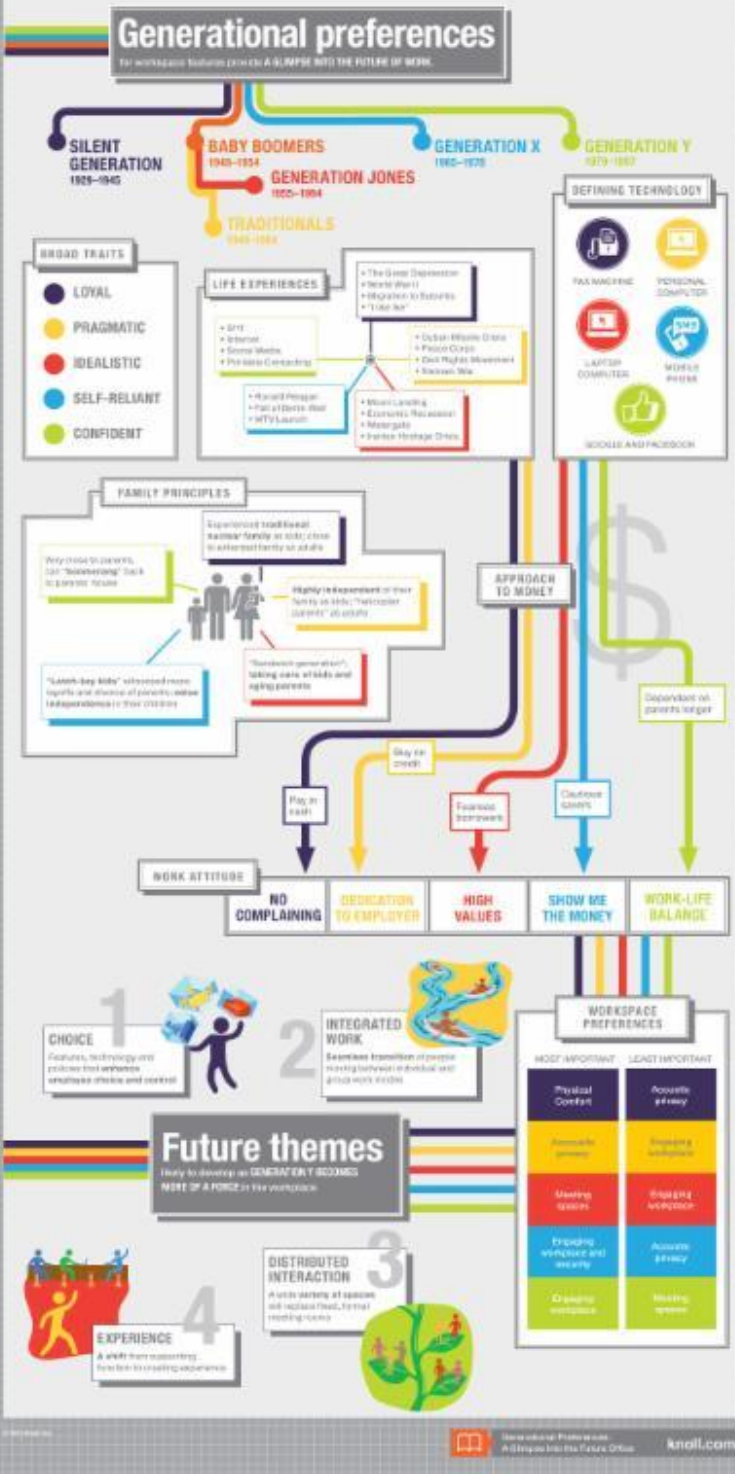 Generational preferences
for workspace features provide A GLIMPSE INTO THE FUTURE OF WORK.
SILENT
GENERATION
BABY BOOMERS
GENERATION JONES
TRADITIONALS
GENERATION X
GENERATION Y
BROAD TRAITS
LOYAL
PRAGMATIC
IDEALISTIC
SELF-RELIANT
CONFIDENT
LIFE EXPERIENCES
• The Great Depression
• World War II
• Migration to Suburbs
• Internet
• Social Media
• Cuban Missile Crisis
• Peace Corps
• Civil Rights Movement
• Vietnam War
• Ronald Reagan
• Fall of Berlin Wall
• MTV Launch
• Moon Landing
• Economic Recession
• Watergate
• Iranian Hostage Crisis
DEFINING TECHNOLOGY
FAX MACHINE
PERSONAL
COMPUTER
LAPTOP
COMPUTER
SMS
MOBILE
PHONE
GOOGLE AND FACEBOOK
FAMILY PRINCIPLES
Experienced traditional
nuclear family as kids; close
to extended family as adults
Very close to parents,
can "boomerang" back
to parents' house
Highly independent of their
family as kids; "helicopter
parents" as adults
"Latch-key kids" witnessed more
layoffs and divorce of parents; value
independence in their children
"Sandwich generation";
taking care of kids and
aging parents
APPROACH
TO MONEY
$
Pay in
cash
Buy on
credit
Fearless
borrowers
Cautious
savers
Dependent on
parents longer
WORK ATTITUDE
NO
COMPLAINING
DEDICATION
TO EMPLOYER
HIGH
VALUES
SHOW ME
THE MONEY
WORK-LIFE
BALANCE
1
CHOICE
Features, technology and
policies that enhance
employee choice and control
2
INTEGRATED
WORK
Seamless transition of people
moving between individual and
group work modes
WORKSPACE
PREFERENCES
MOST IMPORTANT
LEAST IMPORTANT
Physical
Comfort
Acoustic
privacy
Acoustic
privacy
Engaging
workplace
Meeting
spaces
Engaging
workplace
Engaging
workplace and
security
Acoustic
privacy
Engaging
workplace
Meeting
spaces
Future themes
likely to develop as GENERATION Y BECOMES
MORE OF A FORCE in the workplace
3
DISTRIBUTED
INTERACTION
A wide variety of spaces
will replace fixed, formal
meeting rooms
4
EXPERIENCE
A shift from supporting
function to creating experience
Generational Preferences:
A Glimpse Into the Future Office
knoll.com